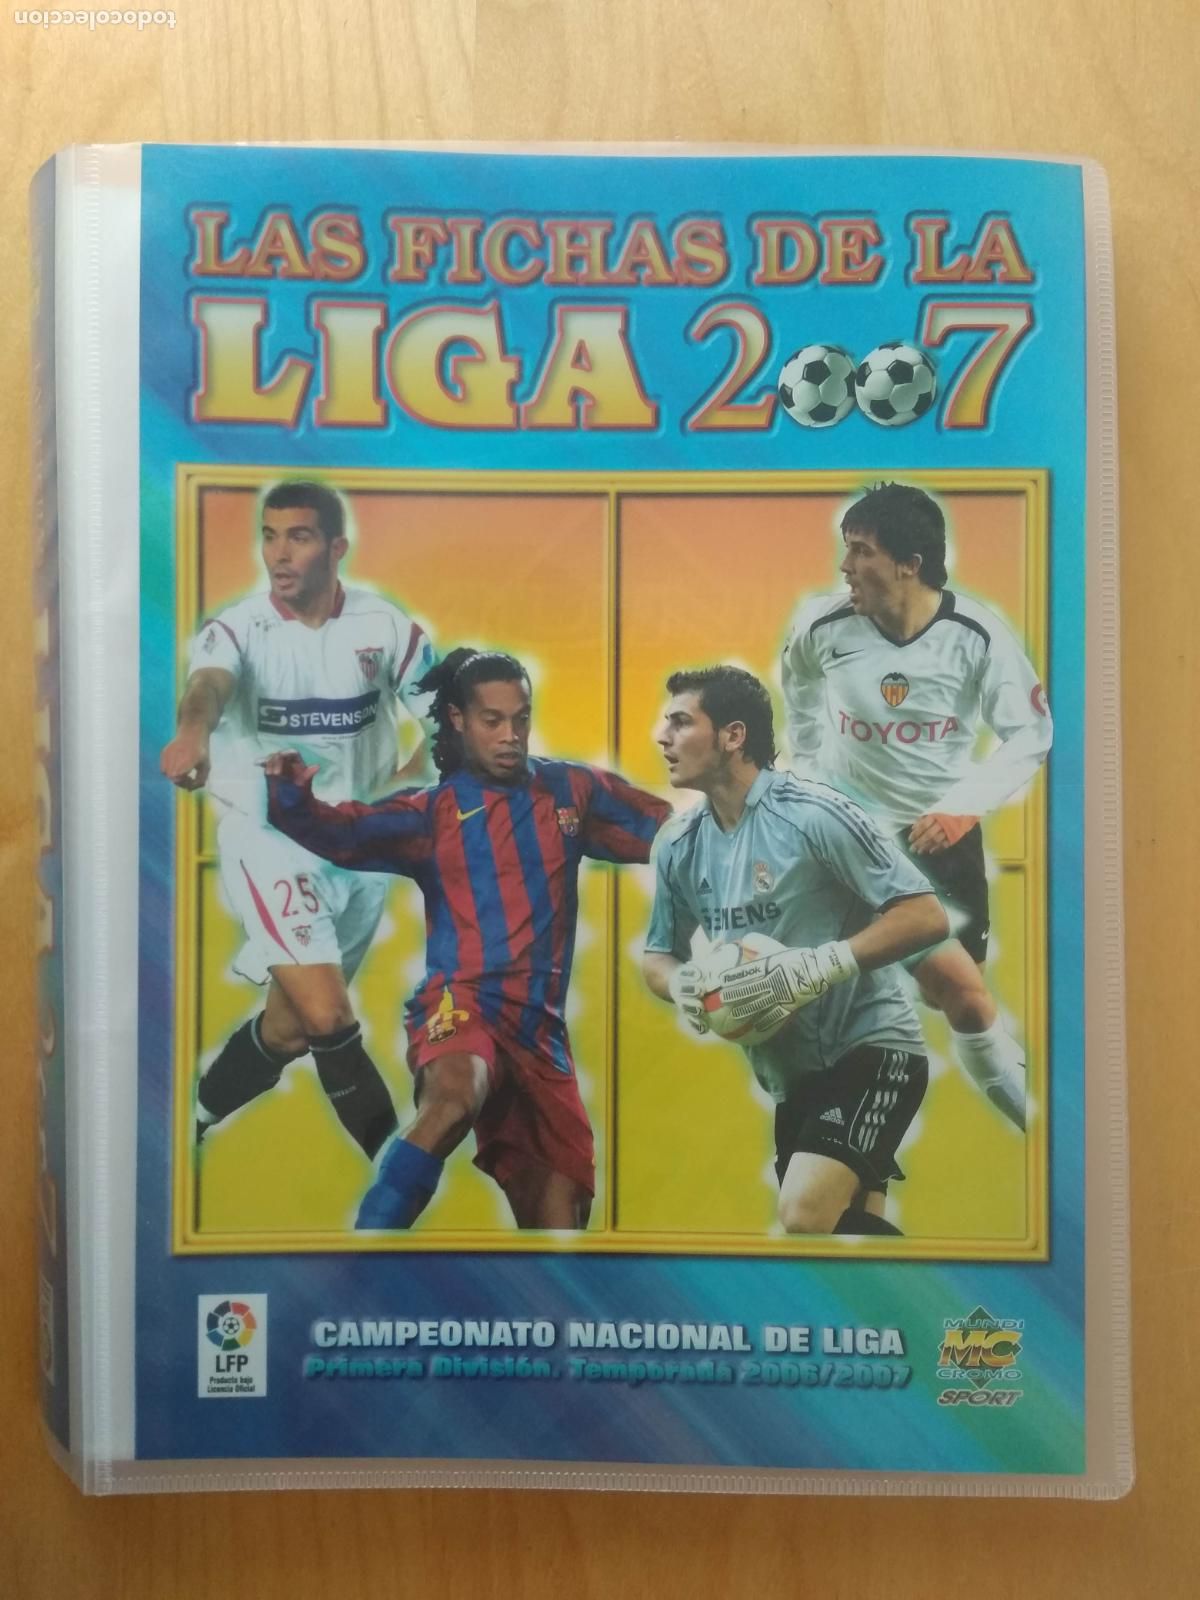 todocoleccion
LAS FICHAS DE LA
LIGA 2007
STEVENSON
25
TOYOTA
SIEMENS
Reebok
adidas
LFP
Producto bajo
Licencia Oficial
CAMPEONATO NACIONAL DE LIGA
Primera División. Temporada 2006/2007
MUNDI
MC
CROMO
SPORT